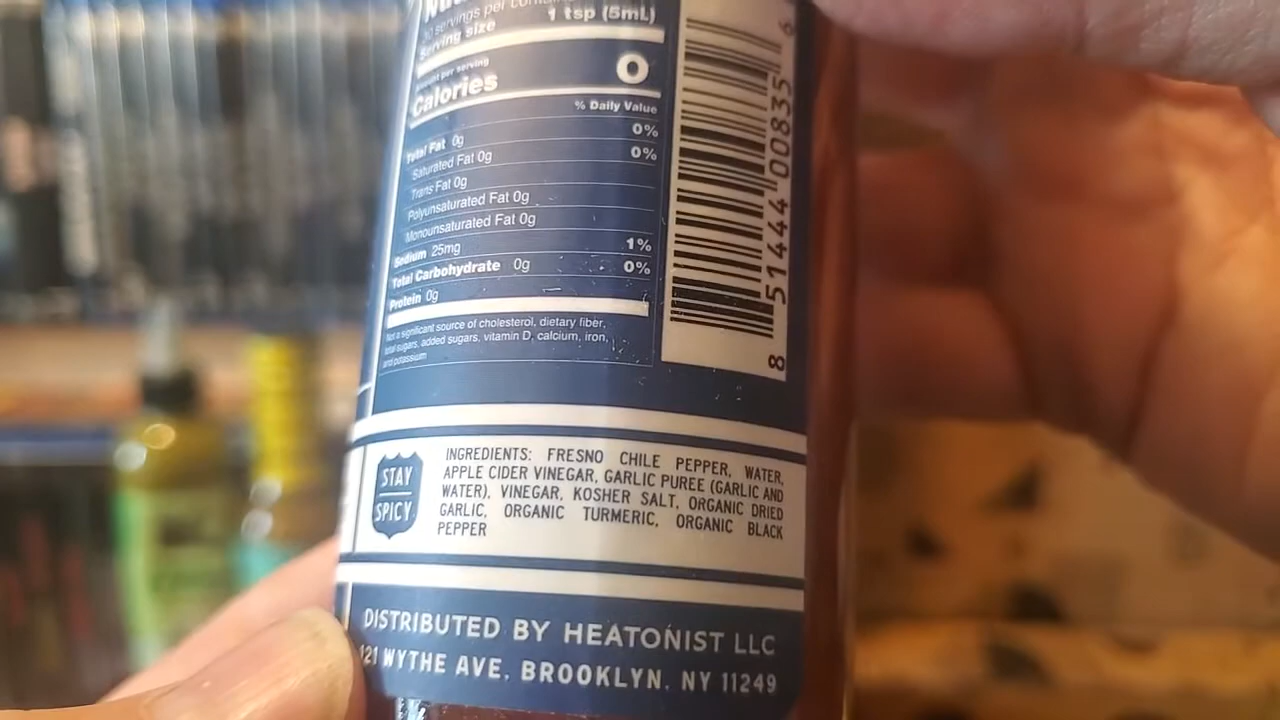 servings per
Serving size 1 tsp (5mL)
Amount per serving
Calories 0
% Daily Value
Total Fat 0g 0%
Saturated Fat 0g 0%
Trans Fat 0g
Polyunsaturated Fat 0g
Monounsaturated Fat 0g
Sodium 25mg 1%
Total Carbohydrate 0g 0%
Protein 0g
Not a significant source of cholesterol, dietary fiber,
total sugars, added sugars, vitamin D, calcium, iron,
and potassium
8 51444 00835 6
STAY
SPICY
INGREDIENTS: FRESNO CHILE PEPPER, WATER,
APPLE CIDER VINEGAR, GARLIC PUREE (GARLIC AND
WATER), VINEGAR, KOSHER SALT, ORGANIC DRIED
GARLIC, ORGANIC TURMERIC, ORGANIC BLACK
PEPPER
DISTRIBUTED BY HEATONIST LLC
121 WYTHE AVE, BROOKLYN, NY 11249